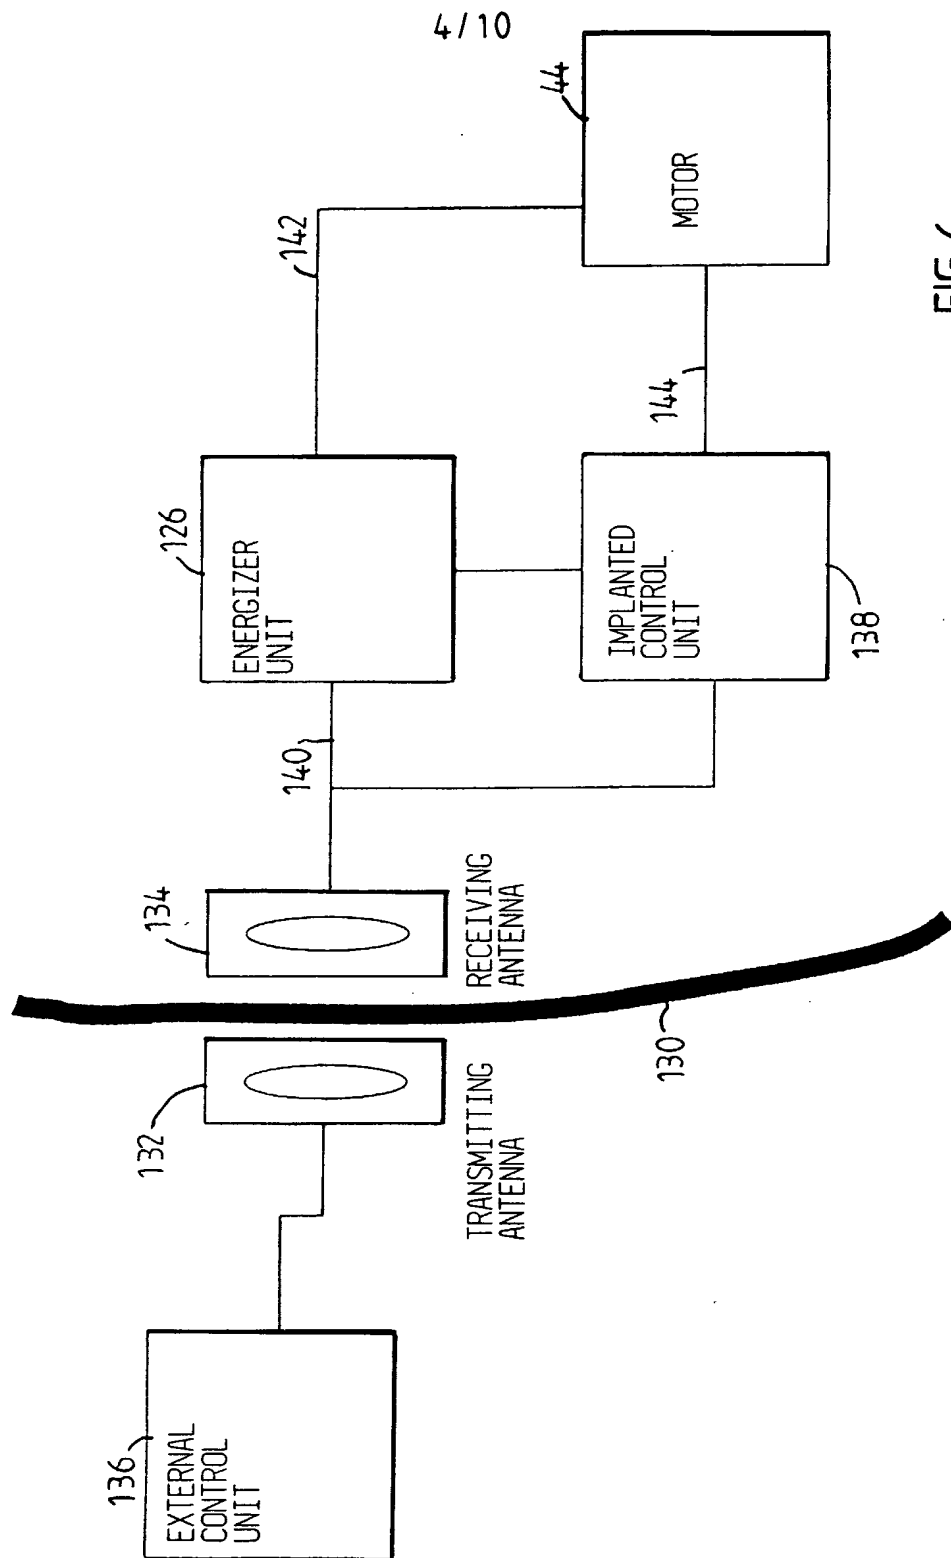 4/10
136
EXTERNAL
CONTROL
UNIT
132
TRANSMITTING
ANTENNA
134
RECEIVING
ANTENNA
130
140
126
ENERGIZER
UNIT
142
IMPLANTED
CONTROL
UNIT
138
144
44
MOTOR
FIG